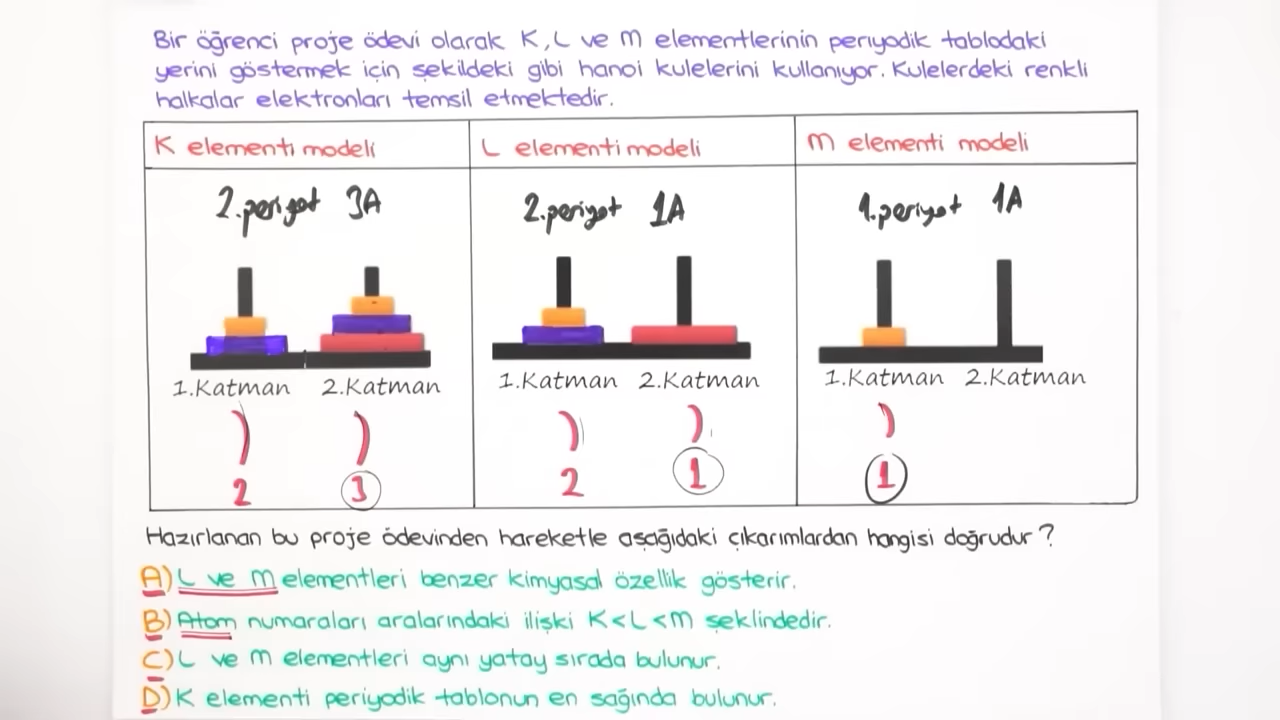 Bir öğrenci proje ödevi olarak K, L ve M elementlerinin periyodik tablodaki
yerini göstermek için şekildeki gibi hanoi kulelerini kullanıyor. Kulelerdeki renkli
halkalar elektronları temsil etmektedir.
K elementi modeli
L elementi modeli
M elementi modeli
2.periyot 3A
2.periyot 1A
1.periyot 1A
1.Katman 2.Katman
1.Katman 2.Katman
1.Katman 2.Katman
2 3
2 1
1
Hazırlanan bu proje ödevinden hareketle aşağıdaki çıkarımlardan hangisi doğrudur?
A) L ve M elementleri benzer kimyasal özellik gösterir.
B) Atom numaraları aralarındaki ilişki K<L<M şeklindedir.
C) L ve M elementleri aynı yatay sırada bulunur.
D) K elementi periyodik tablonun en sağında bulunur.